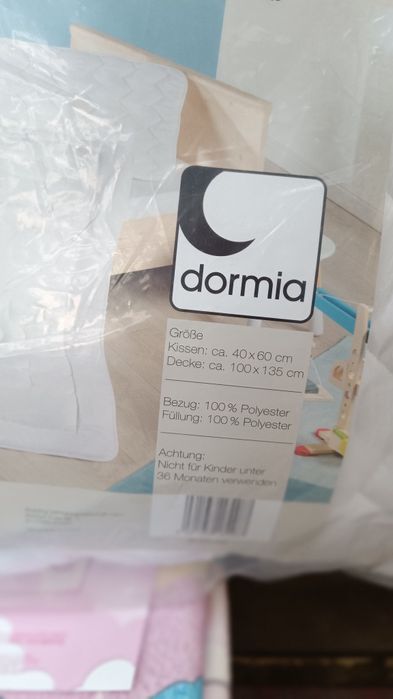 dormia
Größe
Kissen: ca. 40 x 60 cm
Decke: ca. 100 x 135 cm
Bezug: 100 % Polyester
Füllung: 100 % Polyester
Achtung:
Nicht für Kinder unter
36 Monaten verwenden